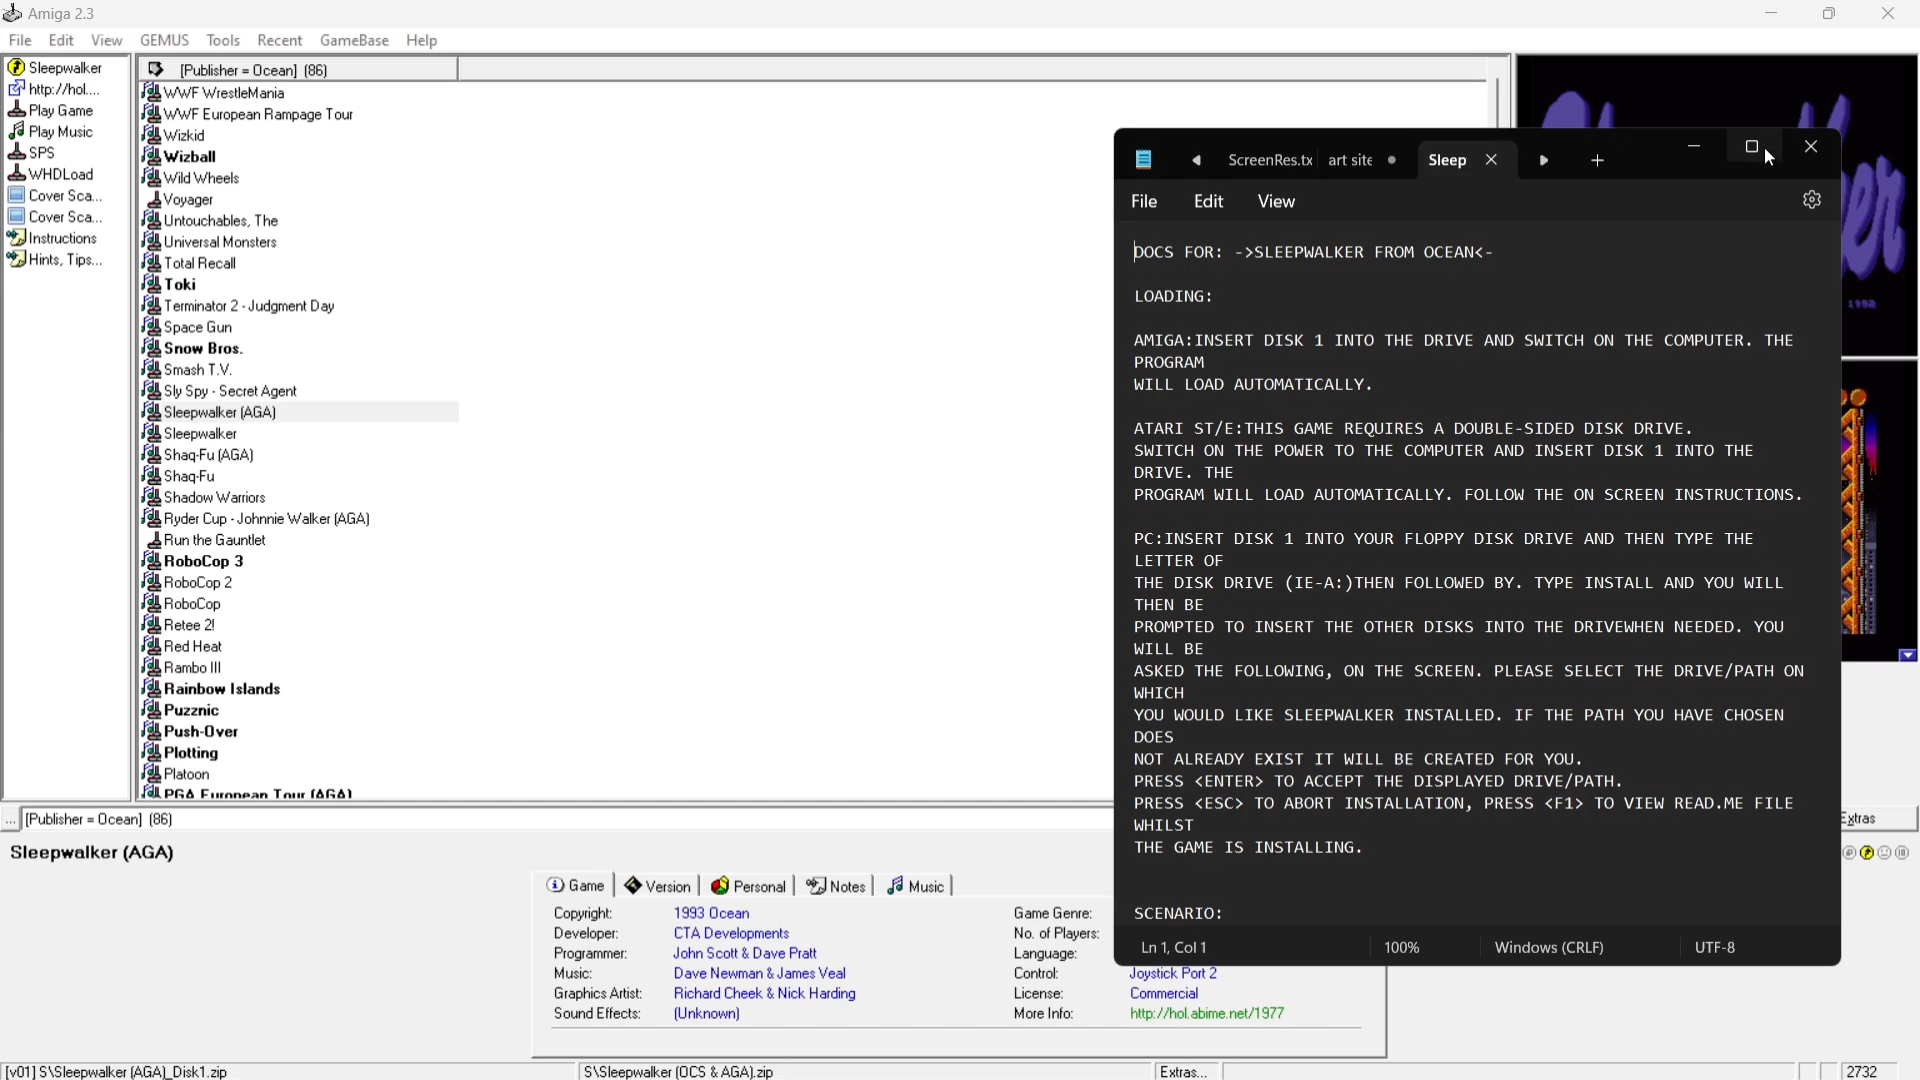 Amiga 2.3
File Edit View GEMUS Tools Recent GameBase Help
Sleepwalker
http://hol....
Play Game
Play Music
SPS
WHDLoad
Cover Sca...
Cover Sca...
Instructions
Hints, Tips...
[Publisher = Ocean] (86)
WWF WrestleMania
WWF European Rampage Tour
Wizkid
Wizball
Wild Wheels
Voyager
Untouchables, The
Universal Monsters
Total Recall
Toki
Terminator 2 - Judgment Day
Space Gun
Snow Bros.
Smash T.V.
Sly Spy - Secret Agent
Sleepwalker (AGA)
Sleepwalker
Shaq-Fu (AGA)
Shaq-Fu
Shadow Warriors
Ryder Cup - Johnnie Walker (AGA)
Run the Gauntlet
RoboCop 3
RoboCop 2
RoboCop
Retee 2!
Red Heat
Rambo III
Rainbow Islands
Puzznic
Push-Over
Plotting
Platoon
PGA European Tour (AGA)
1992
ScreenRes.tx art site Sleep
File Edit View
DOCS FOR: ->SLEEPWALKER FROM OCEAN<-
LOADING:
AMIGA:INSERT DISK 1 INTO THE DRIVE AND SWITCH ON THE COMPUTER. THE
PROGRAM
WILL LOAD AUTOMATICALLY.
ATARI ST/E:THIS GAME REQUIRES A DOUBLE-SIDED DISK DRIVE.
SWITCH ON THE POWER TO THE COMPUTER AND INSERT DISK 1 INTO THE
DRIVE. THE
PROGRAM WILL LOAD AUTOMATICALLY. FOLLOW THE ON SCREEN INSTRUCTIONS.
PC:INSERT DISK 1 INTO YOUR FLOPPY DISK DRIVE AND THEN TYPE THE
LETTER OF
THE DISK DRIVE (IE-A:)THEN FOLLOWED BY. TYPE INSTALL AND YOU WILL
THEN BE
PROMPTED TO INSERT THE OTHER DISKS INTO THE DRIVEWHEN NEEDED. YOU
WILL BE
ASKED THE FOLLOWING, ON THE SCREEN. PLEASE SELECT THE DRIVE/PATH ON
WHICH
YOU WOULD LIKE SLEEPWALKER INSTALLED. IF THE PATH YOU HAVE CHOSEN
DOES
NOT ALREADY EXIST IT WILL BE CREATED FOR YOU.
PRESS <ENTER> TO ACCEPT THE DISPLAYED DRIVE/PATH.
PRESS <ESC> TO ABORT INSTALLATION, PRESS <F1> TO VIEW READ.ME FILE
WHILST
THE GAME IS INSTALLING.
SCENARIO:
Ln 1, Col 1 100% Windows (CRLF) UTF-8
... [Publisher = Ocean] (86)
Extras
Sleepwalker (AGA)
Game Version Personal Notes Music
Copyright: 1993 Ocean Game Genre:
Developer: CTA Developments No. of Players:
Programmer: John Scott & Dave Pratt Language:
Music: Dave Newman & James Veal Control: Joystick Port 2
Graphics Artist: Richard Cheek & Nick Harding License: Commercial
Sound Effects: (Unknown) More Info: http://hol.abime.net/1977
[v01] S\Sleepwalker (AGA)_Disk1.zip S\Sleepwalker (OCS & AGA).zip Extras... 2732